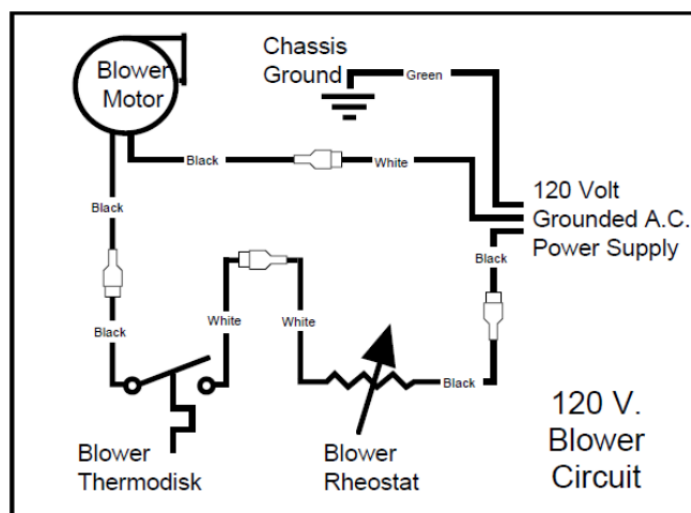 Blower
Motor
Chassis
Ground
Green
Black
White
120 Volt
Grounded A.C.
Power Supply
Black
Black
Black
White
White
Black
Blower
Thermodisk
Blower
Rheostat
120 V.
Blower
Circuit